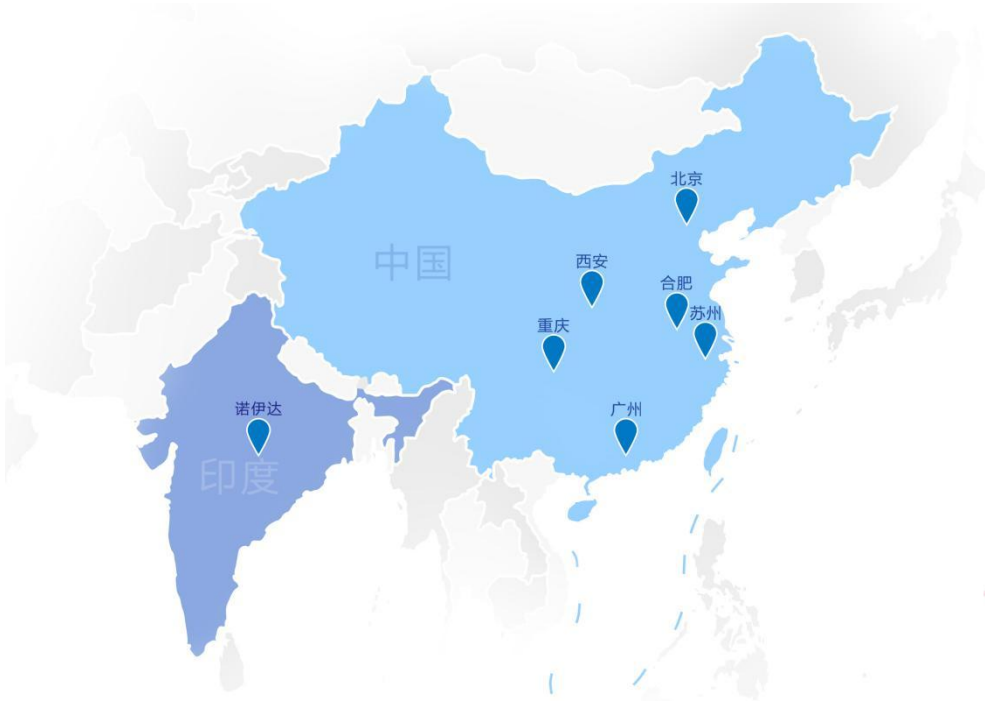 北京
中国
西安
合肥
苏州
重庆
诺伊达
广州
印度